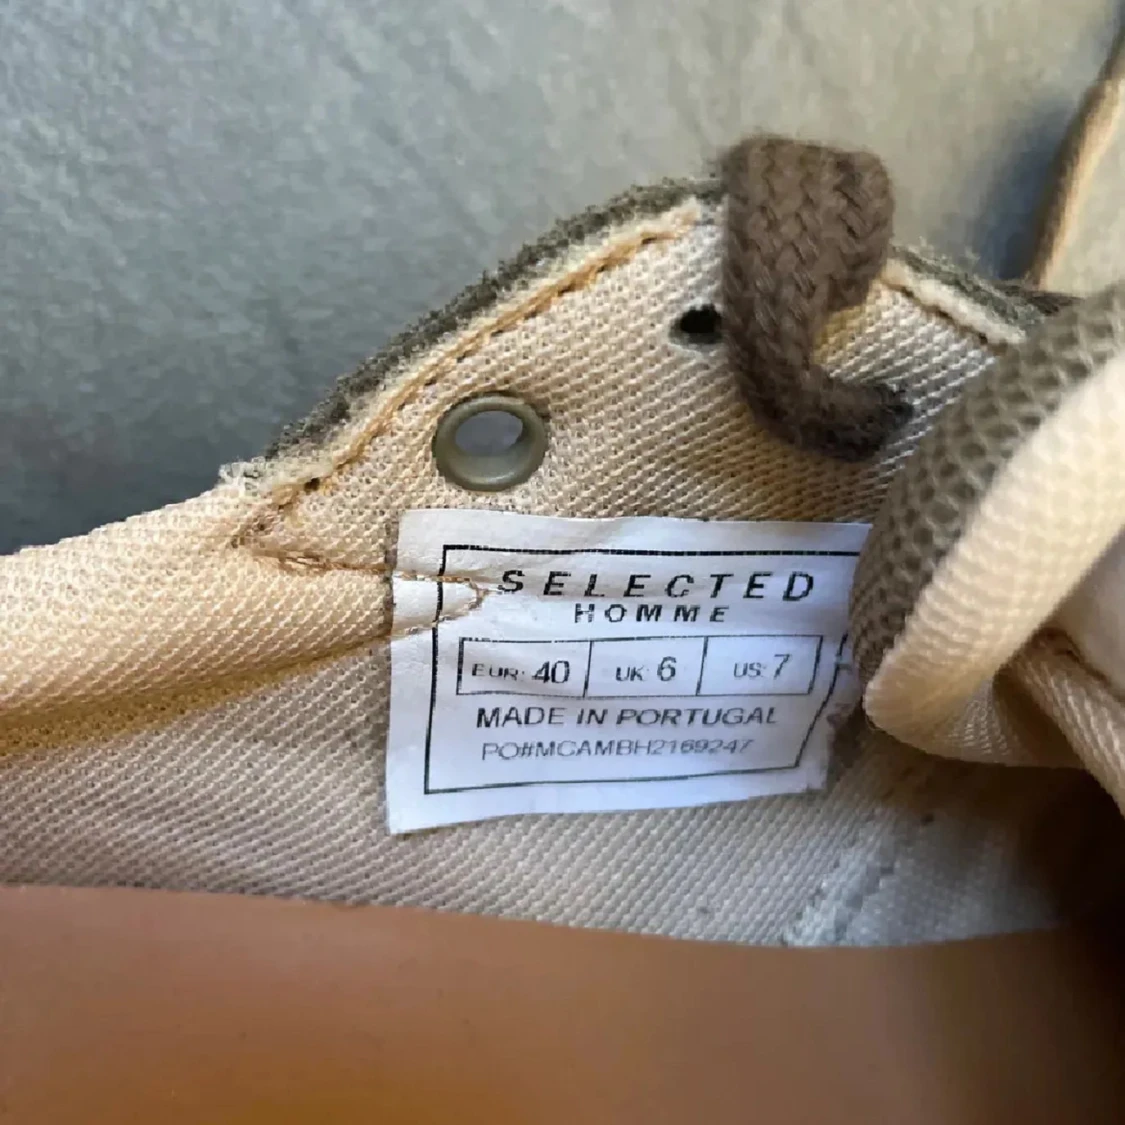 SELECTED
HOMME
EUR: 40 UK: 6 US: 7
MADE IN PORTUGAL
PO#MCAMBH2169247